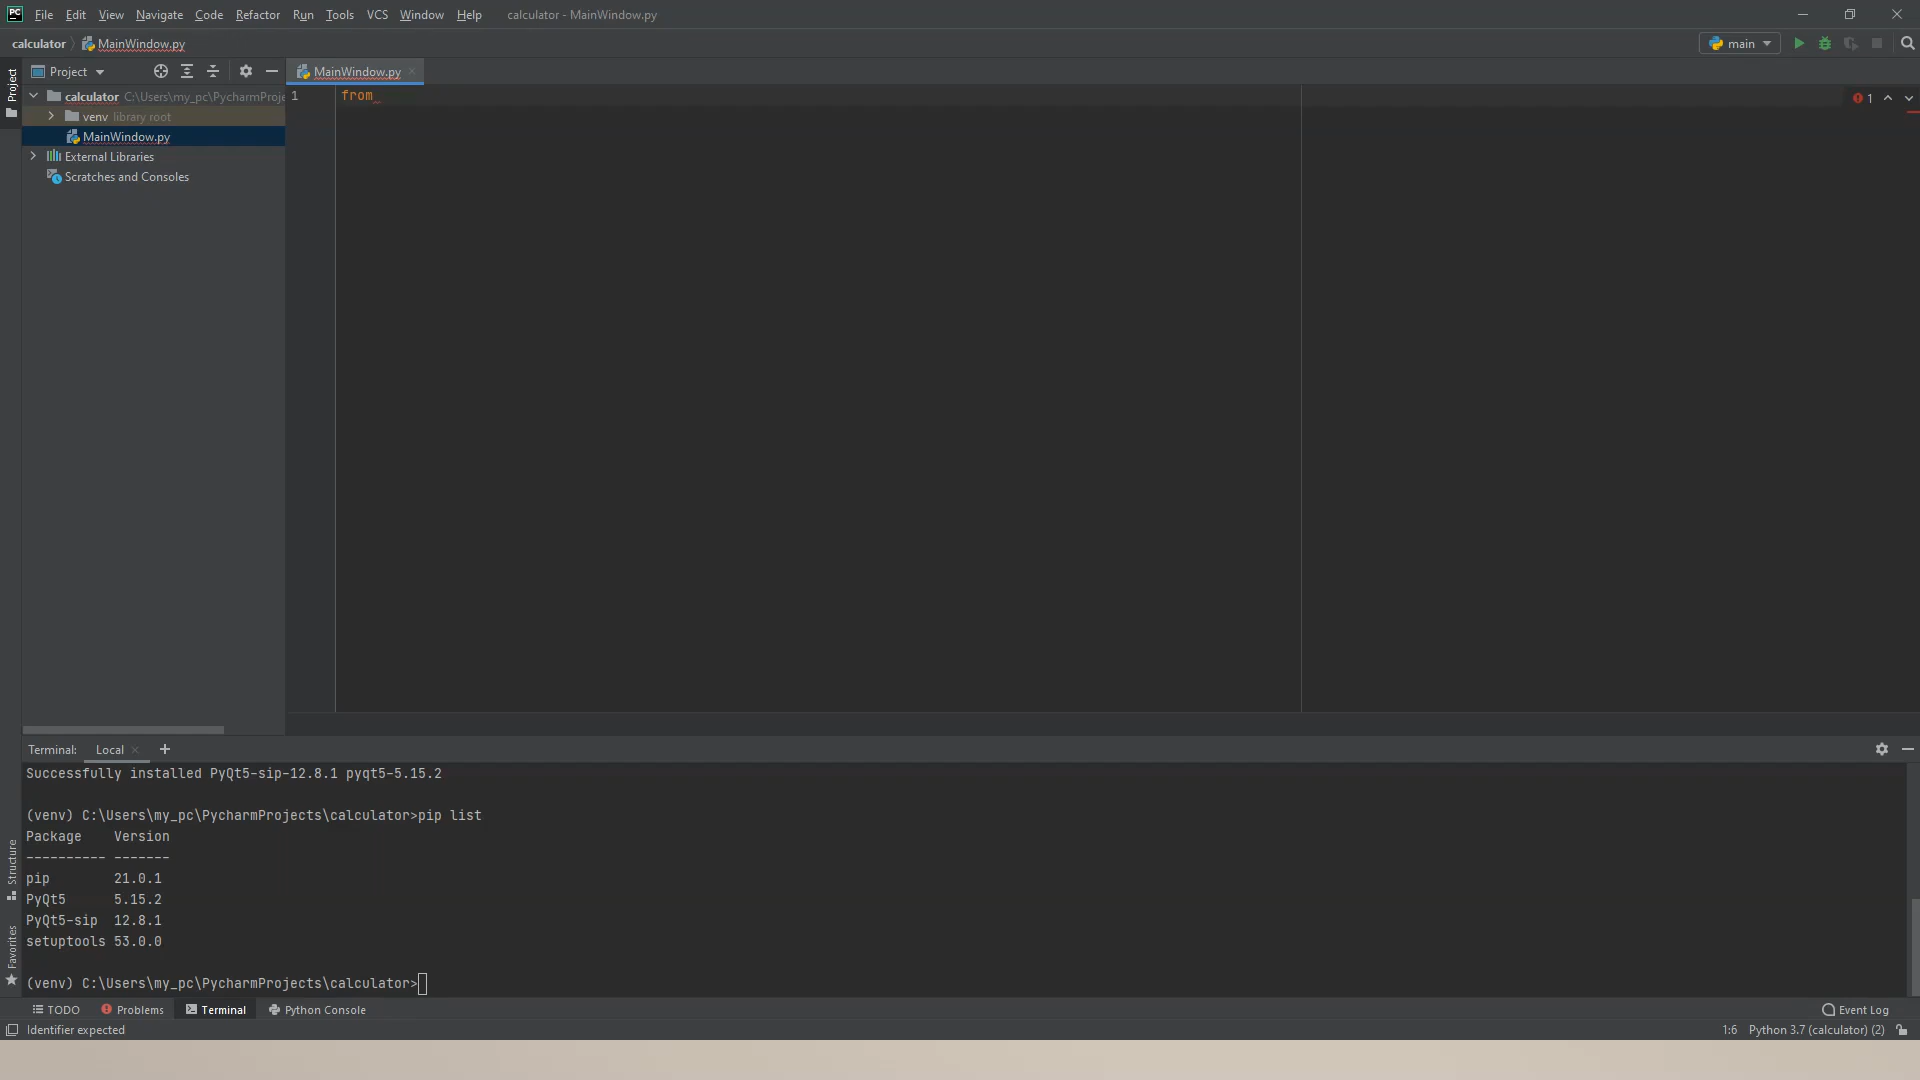 PC File Edit View Navigate Code Refactor Run Tools VCS Window Help calculator - MainWindow.py
calculator MainWindow.py main
Project Project MainWindow.py
calculator C:\Users\my_pc\PycharmProje
venv library root
MainWindow.py
External Libraries
Scratches and Consoles
1 from
1
Terminal: Local
Successfully installed PyQt5-sip-12.8.1 pyqt5-5.15.2
(venv) C:\Users\my_pc\PycharmProjects\calculator>pip list
Package Version
---------- -------
pip 21.0.1
PyQt5 5.15.2
PyQt5-sip 12.8.1
setuptools 53.0.0
(venv) C:\Users\my_pc\PycharmProjects\calculator>
Structure
Favorites
TODO Problems Terminal Python Console Event Log
Identifier expected 1:6 Python 3.7 (calculator) (2)